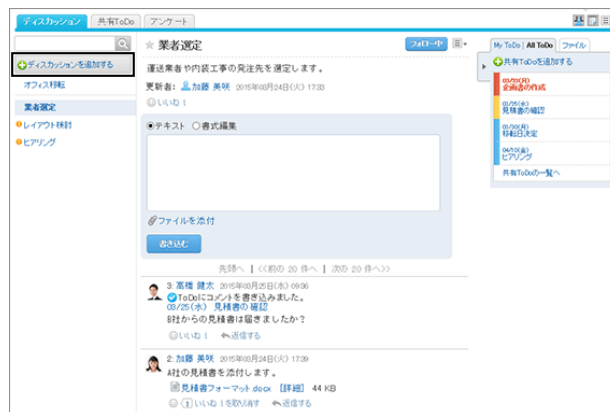 ディスカッション
共有ToDo
アンケート
ディスカッションを追加する
オフィス移転
業者選定
レイアウト検討
ヒアリング
業者選定
フォロー中
運送業者や内装工事の発注先を選定します。
更新者: 加藤 美咲 2015年03月24日(火) 17:33
いいね!
テキスト 書式編集
ファイルを添付
書き込む
先頭へ | <<前の 20 件へ | 次の 20 件へ>>
3: 高橋 健太 2015年03月25日(水) 09:36
ToDoにコメントを書き込みました。
03/25(水) 見積書の確認
B社からの見積書は届きましたか?
いいね! 返信する
2: 加藤 美咲 2015年03月24日(火) 17:39
A社の見積書を添付します。
見積書フォーマット.docx [詳細] 44 KB
1 いいね!を取り消す 返信する
My ToDo | All ToDo ファイル
共有ToDoを追加する
企画書の作成
03/25(水)
見積書の確認
03/30(月)
移転日決定
04/10(金)
ヒアリング
共有ToDoの一覧へ